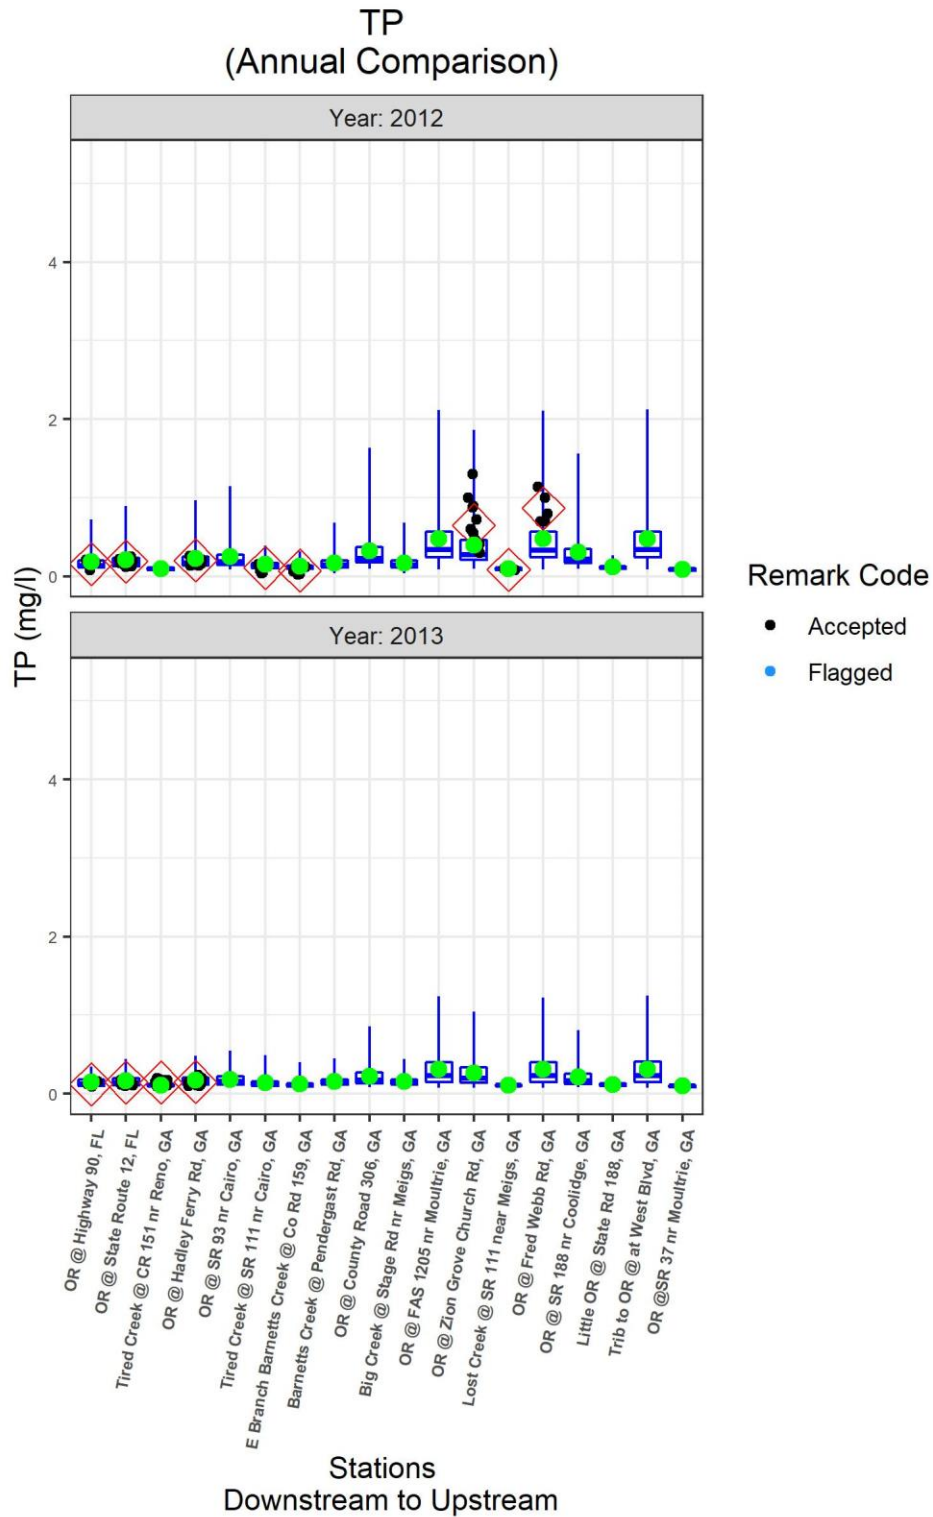 TP
(Annual Comparison)
Year: 2012
4
2
0
Year: 2013
4
2
0
TP (mg/l)
Remark Code
Accepted
Flagged
OR @ Highway 90, FL
OR @ State Route 12, FL
Tired Creek @ CR 151 nr Reno, GA
OR @ Hadley Ferry Rd, GA
OR @ SR 93 nr Cairo, GA
Tired Creek @ SR 111 nr Cairo, GA
E Branch Barnetts Creek @ Co Rd 159, GA
Barnetts Creek @ Pendergast Rd, GA
OR @ County Road 306, GA
Big Creek @ Stage Rd nr Meigs, GA
OR @ FAS 1205 nr Moultrie, GA
OR @ Zion Grove Church Rd, GA
Lost Creek @ SR 111 near Meigs, GA
OR @ Fred Webb Rd, GA
OR @ SR 188 nr Coolidge, GA
Little OR @ State Rd 188, GA
Trib to OR @ at West Blvd, GA
OR @SR 37 nr Moultrie, GA
Stations
Downstream to Upstream